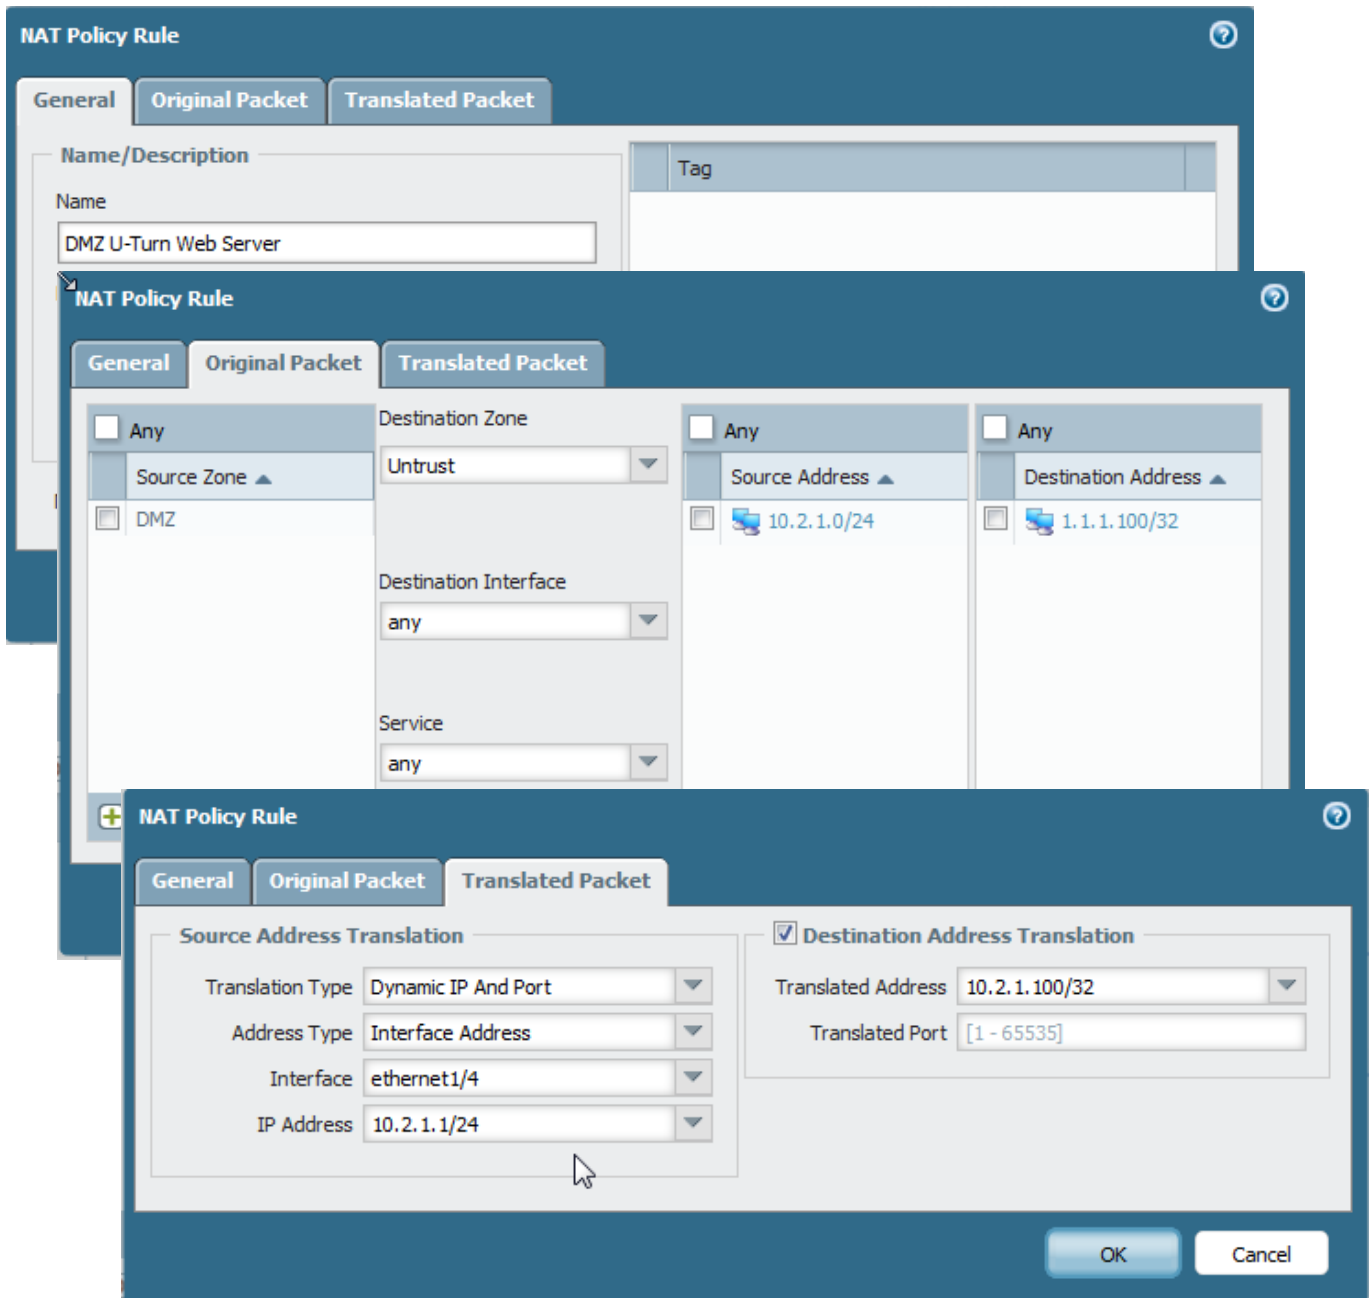 NAT Policy Rule
General
Original Packet
Translated Packet
Name/Description
Tag
Name
DMZ U-Turn Web Server
NAT Policy Rule
General
Original Packet
Translated Packet
Any
Destination Zone
Any
Any
Source Zone
Untrust
Source Address
Destination Address
DMZ
10.2.1.0/24
1.1.1.100/32
Destination Interface
any
Service
any
NAT Policy Rule
General
Original Packet
Translated Packet
Source Address Translation
Destination Address Translation
Translation Type
Dynamic IP And Port
Translated Address
10.2.1.100/32
Address Type
Interface Address
Translated Port
[1 - 65535]
Interface
ethernet1/4
IP Address
10.2.1.1/24
OK
Cancel